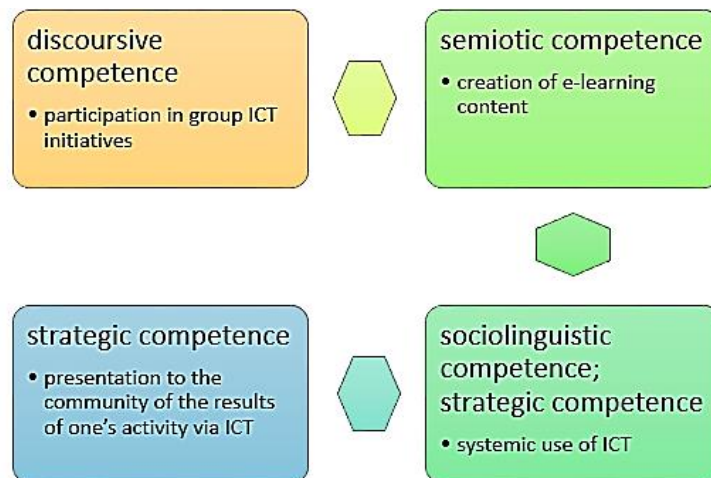 discoursive
competence
• participation in group ICT
initiatives
semiotic competence
• creation of e-learning
content
strategic competence
• presentation to the
community of the results
of one's activity via ICT
sociolinguistic
competence;
strategic competence
• systemic use of ICT